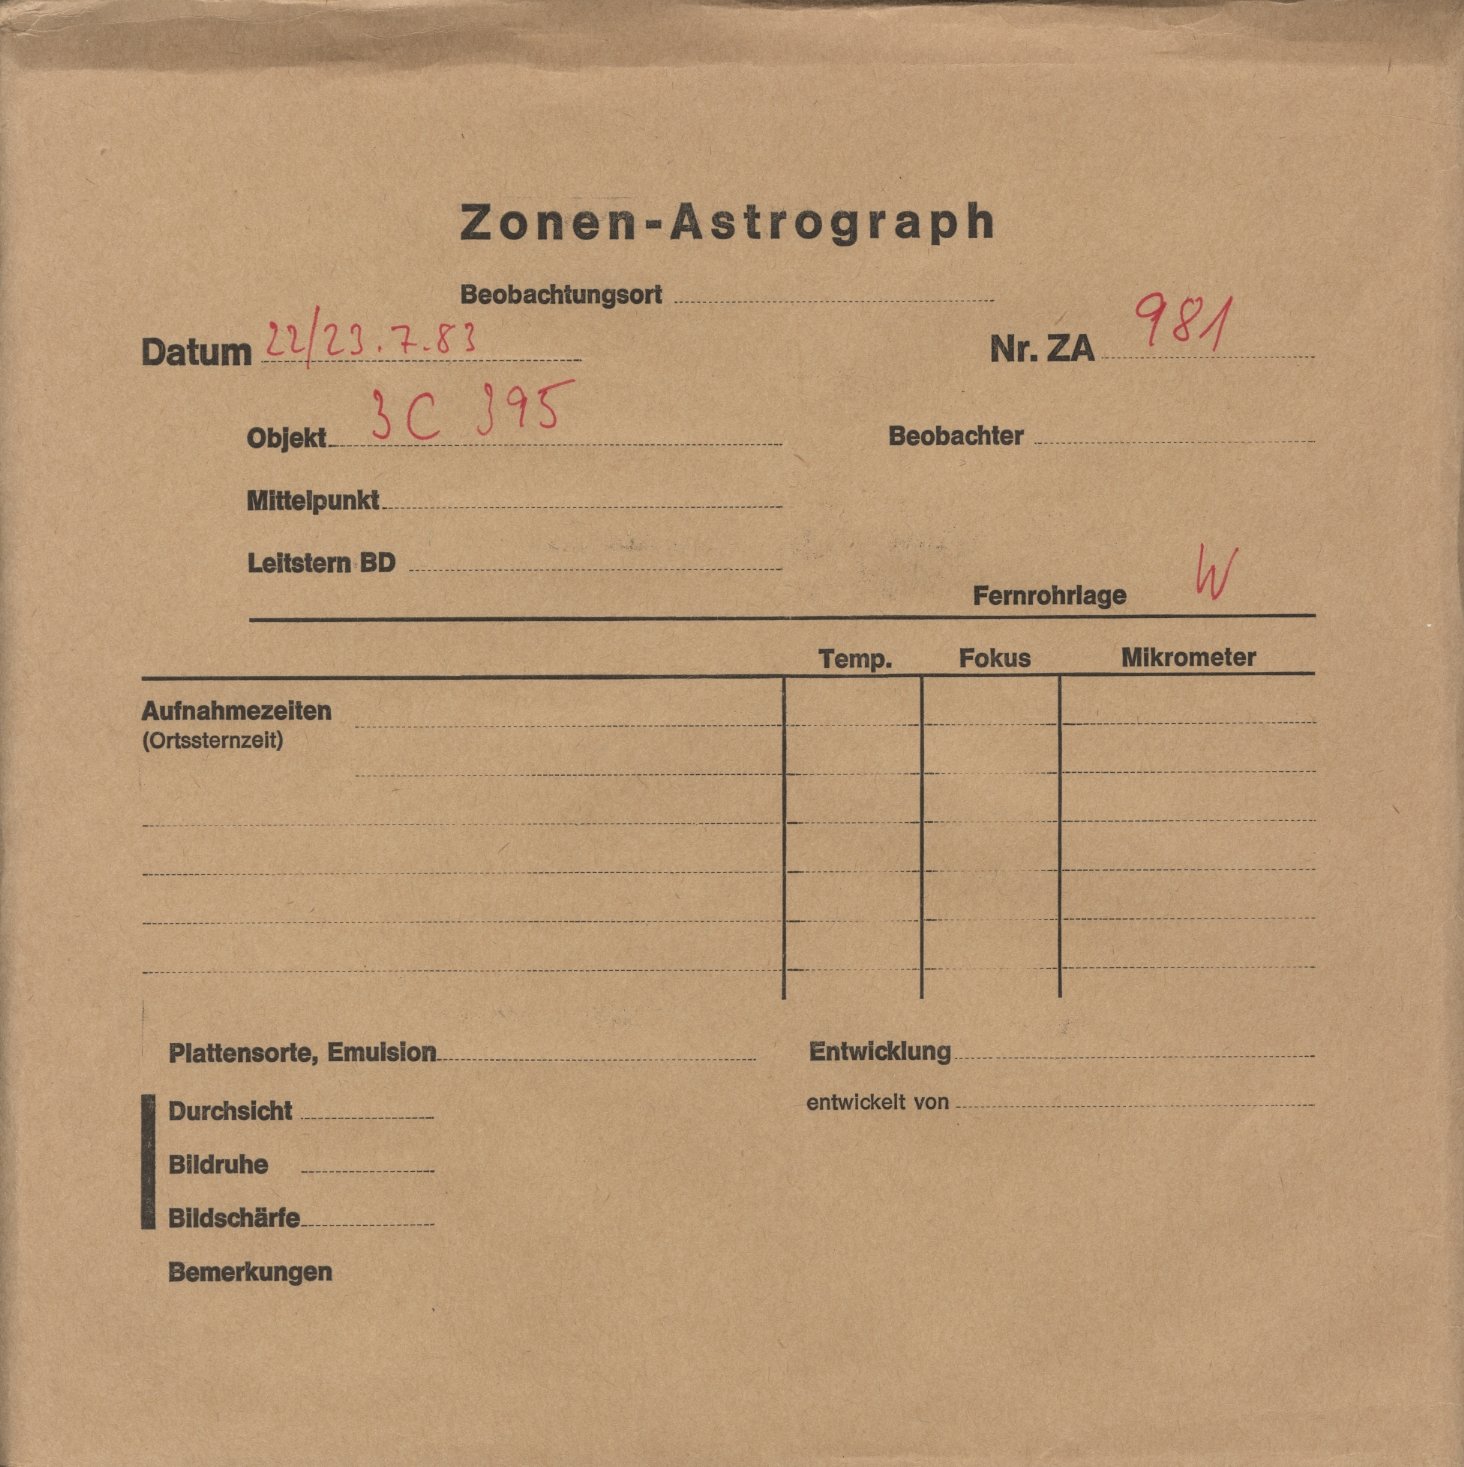 Zonen-Astrograph
Beobachtungsort
Datum 22/23.7.83
Nr. ZA 981
Objekt 3C 395
Beobachter
Mittelpunkt
Leitstern BD
Fernrohrlage W
Temp. Fokus Mikrometer
Aufnahmezeiten
(Ortssternzeit)
Plattensorte, Emulsion
Entwicklung
Durchsicht
entwickelt von
Bildruhe
Bildschärfe
Bemerkungen